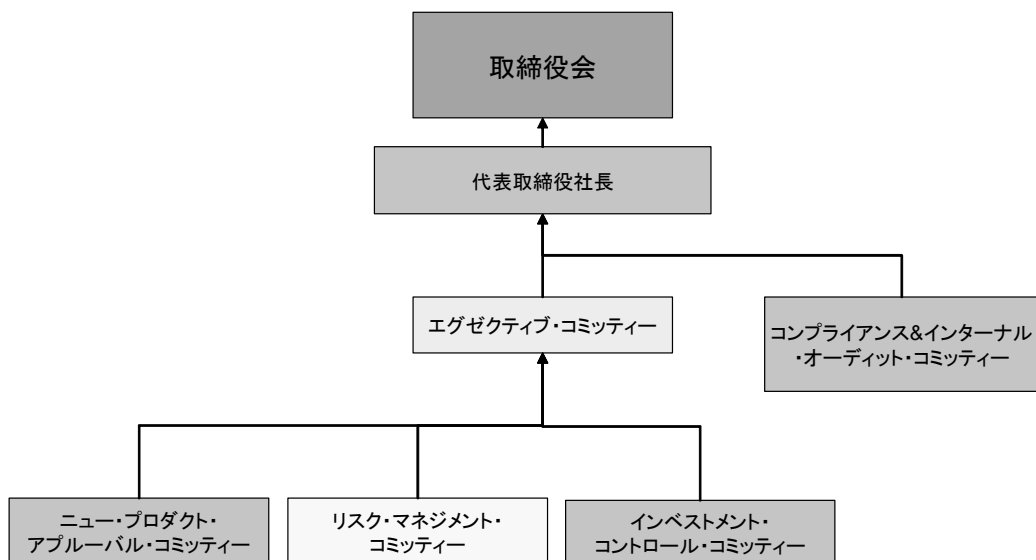 取締役会
代表取締役社長
エグゼクティブ・コミッティー
コンプライアンス&インターナル
・オーディット・コミッティー
ニュー・プロダクト・
アプルーバル・コミッティー
リスク・マネジメント・
コミッティー
インベストメント・
コントロール・コミッティー